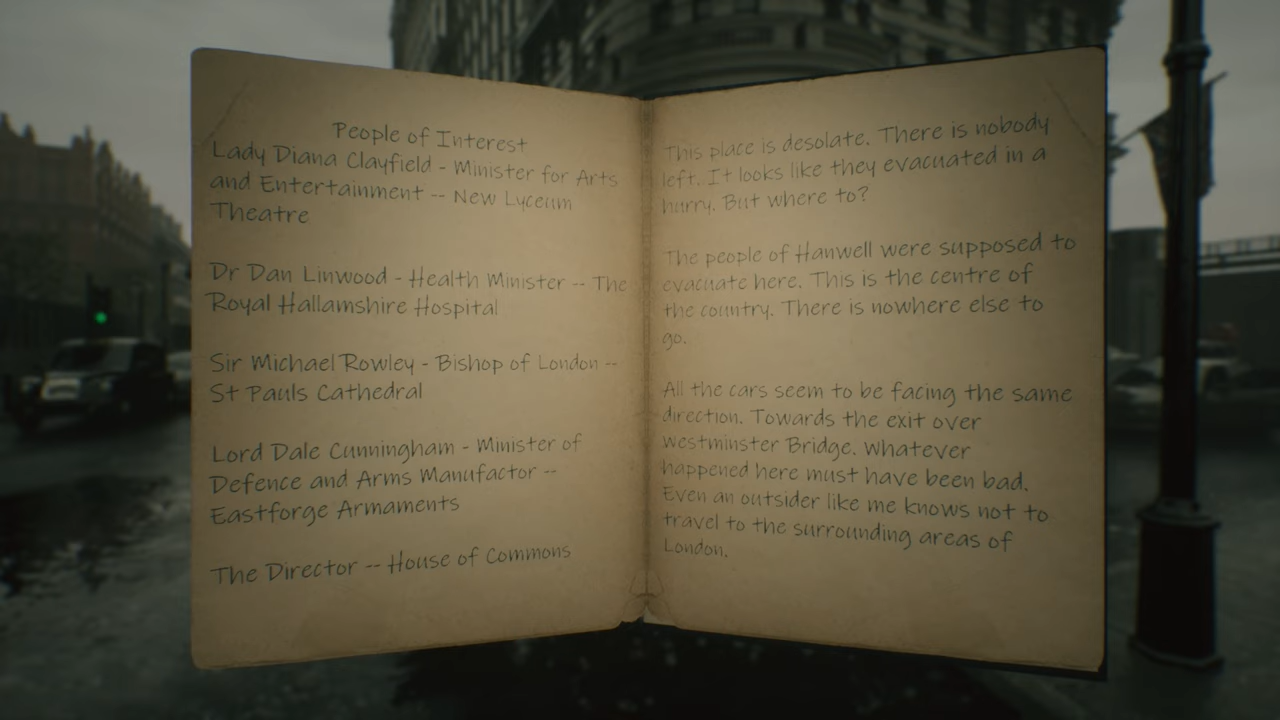 People of Interest
Lady Diana Clayfield - Minister for Arts
and Entertainment -- New Lyceum
Theatre
Dr Dan Linwood - Health Minister -- The
Royal Hallamshire Hospital
Sir Michael Rowley - Bishop of London --
St Pauls Cathedral
Lord Dale Cunningham - Minister of
Defence and Arms Manufactor --
Eastforge Armaments
The Director -- House of Commons
This place is desolate. There is nobody
left. It looks like they evacuated in a
hurry. But where to?
The people of Hanwell were supposed to
evacuate here. This is the centre of
the country. There is nowhere else to
go.
All the cars seem to be facing the same
direction. Towards the exit over
Westminster Bridge. Whatever
happened here must have been bad.
Even an outsider like me knows not to
travel to the surrounding areas of
London.